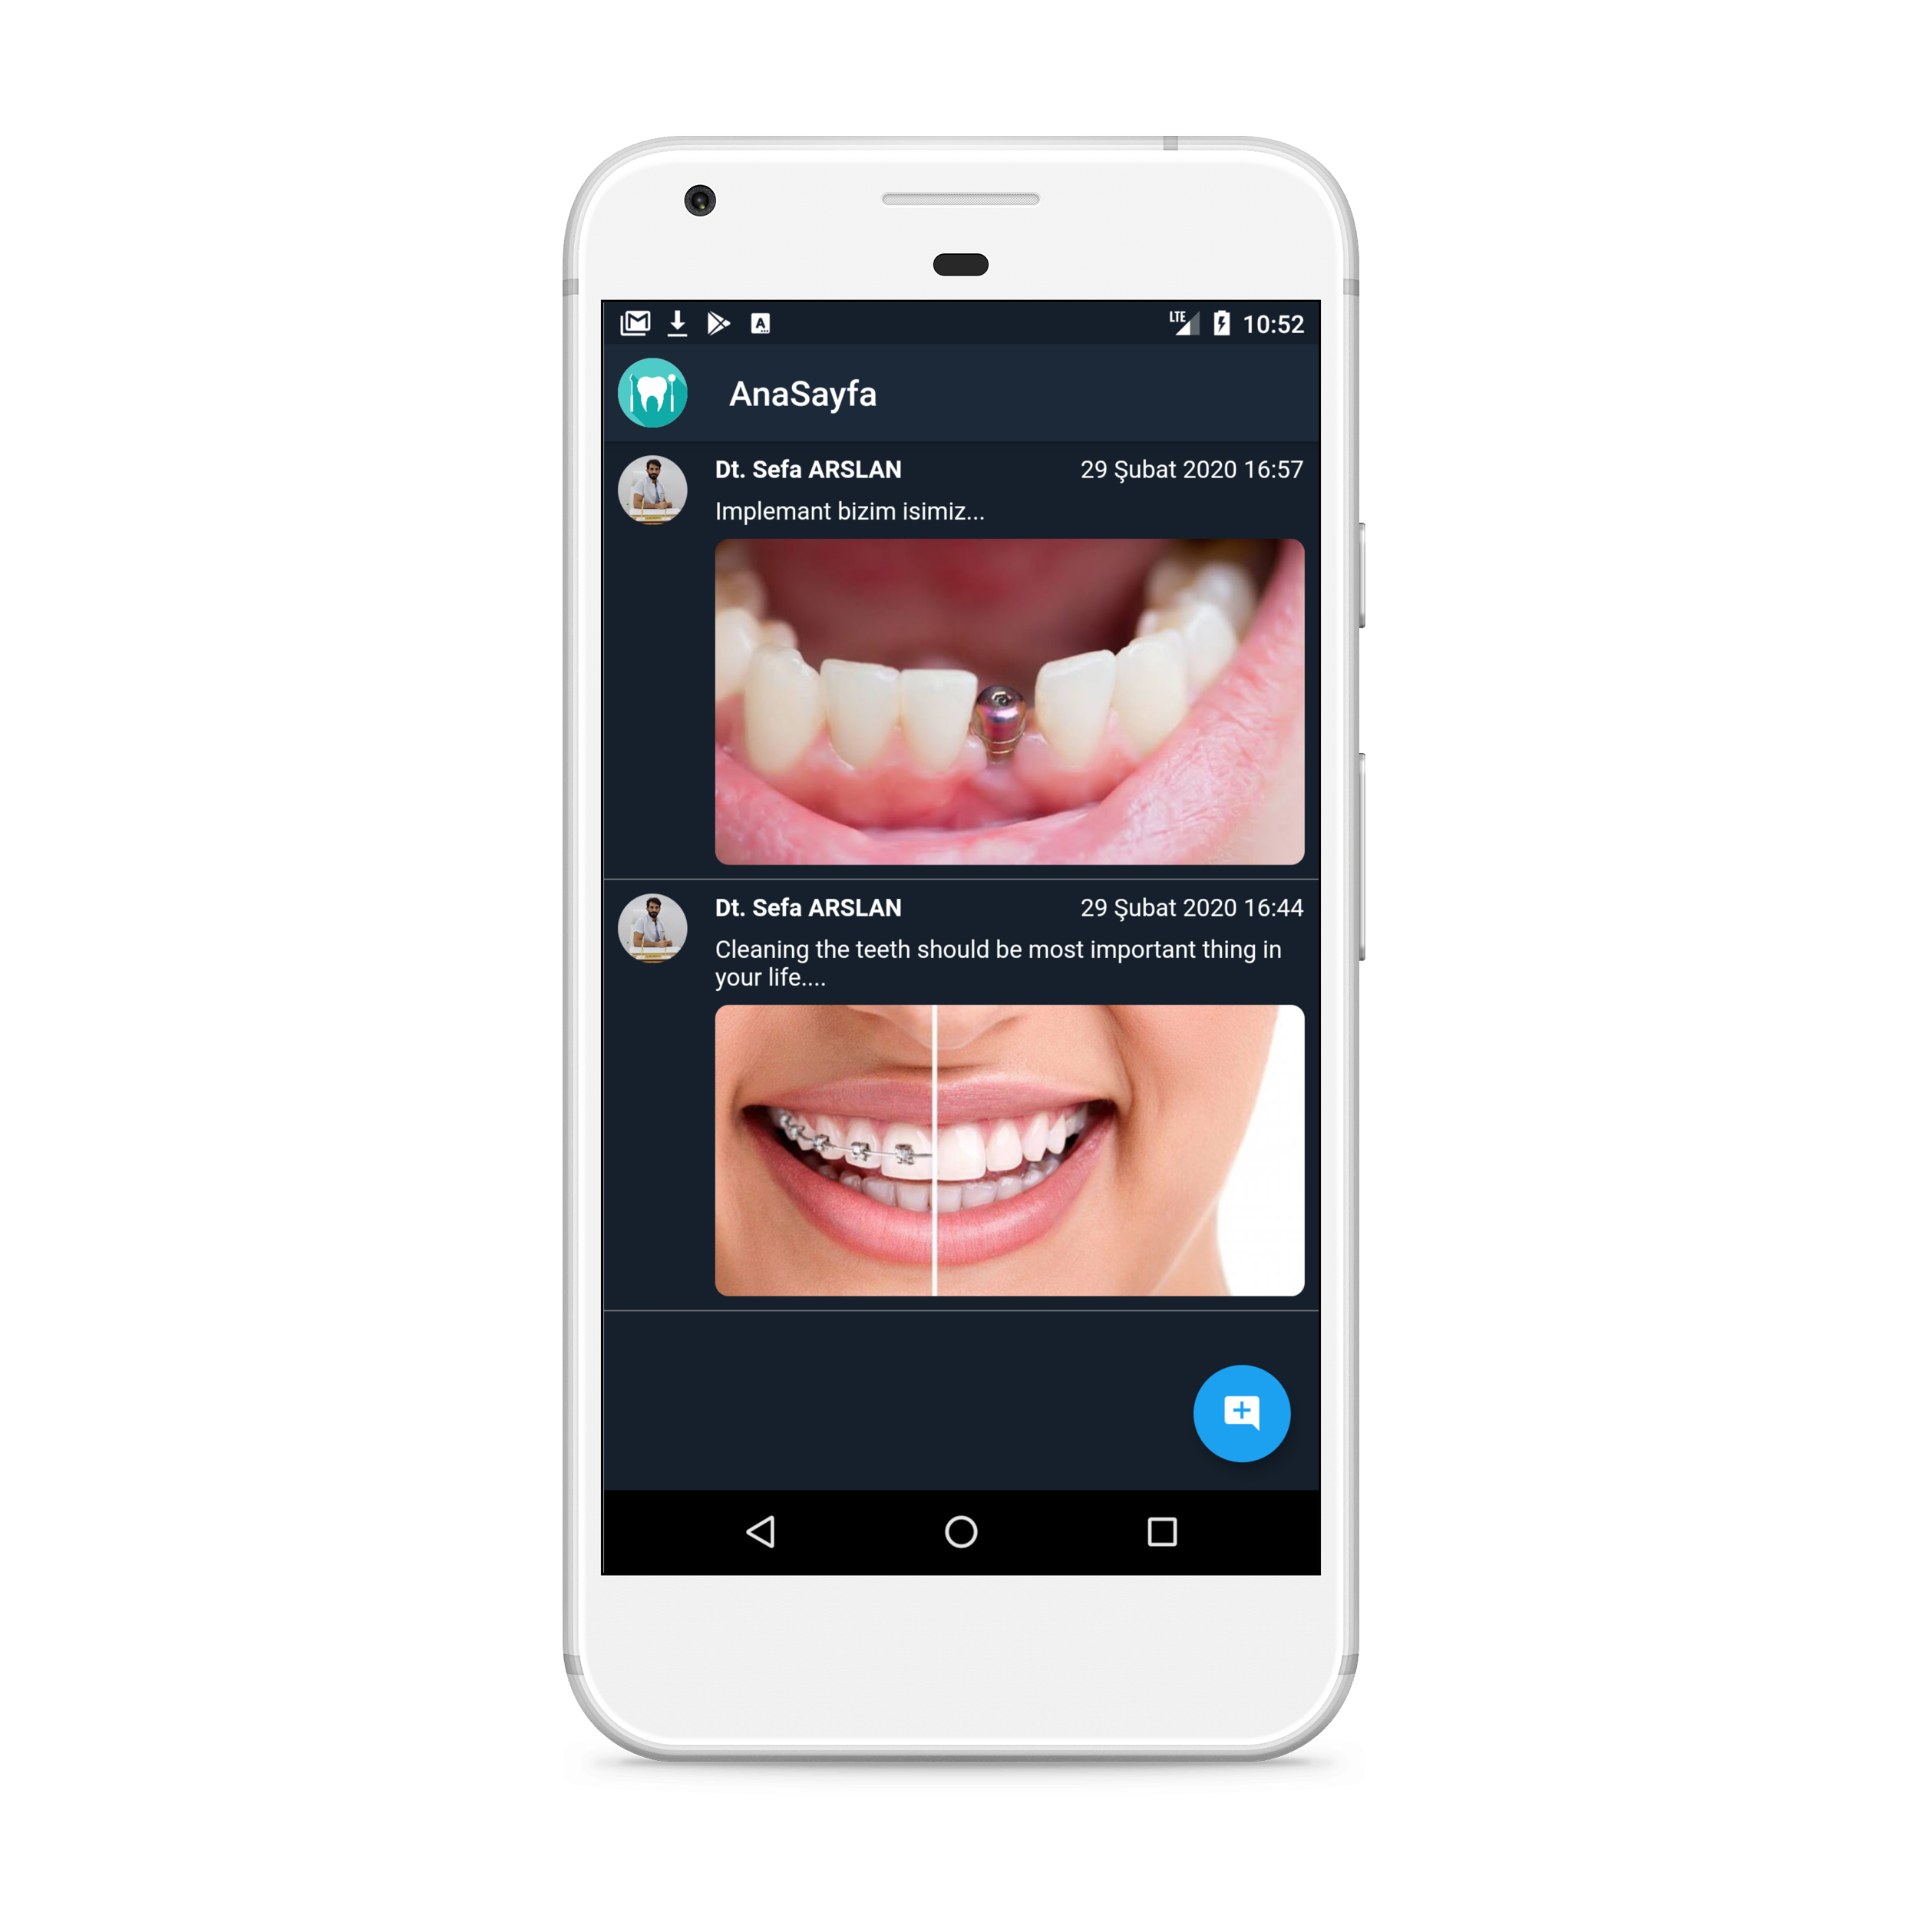 LTE 10:52
AnaSayfa
Dt. Sefa ARSLAN 29 Şubat 2020 16:57
Implemant bizim isimiz...
Dt. Sefa ARSLAN 29 Şubat 2020 16:44
Cleaning the teeth should be most important thing in
your life....